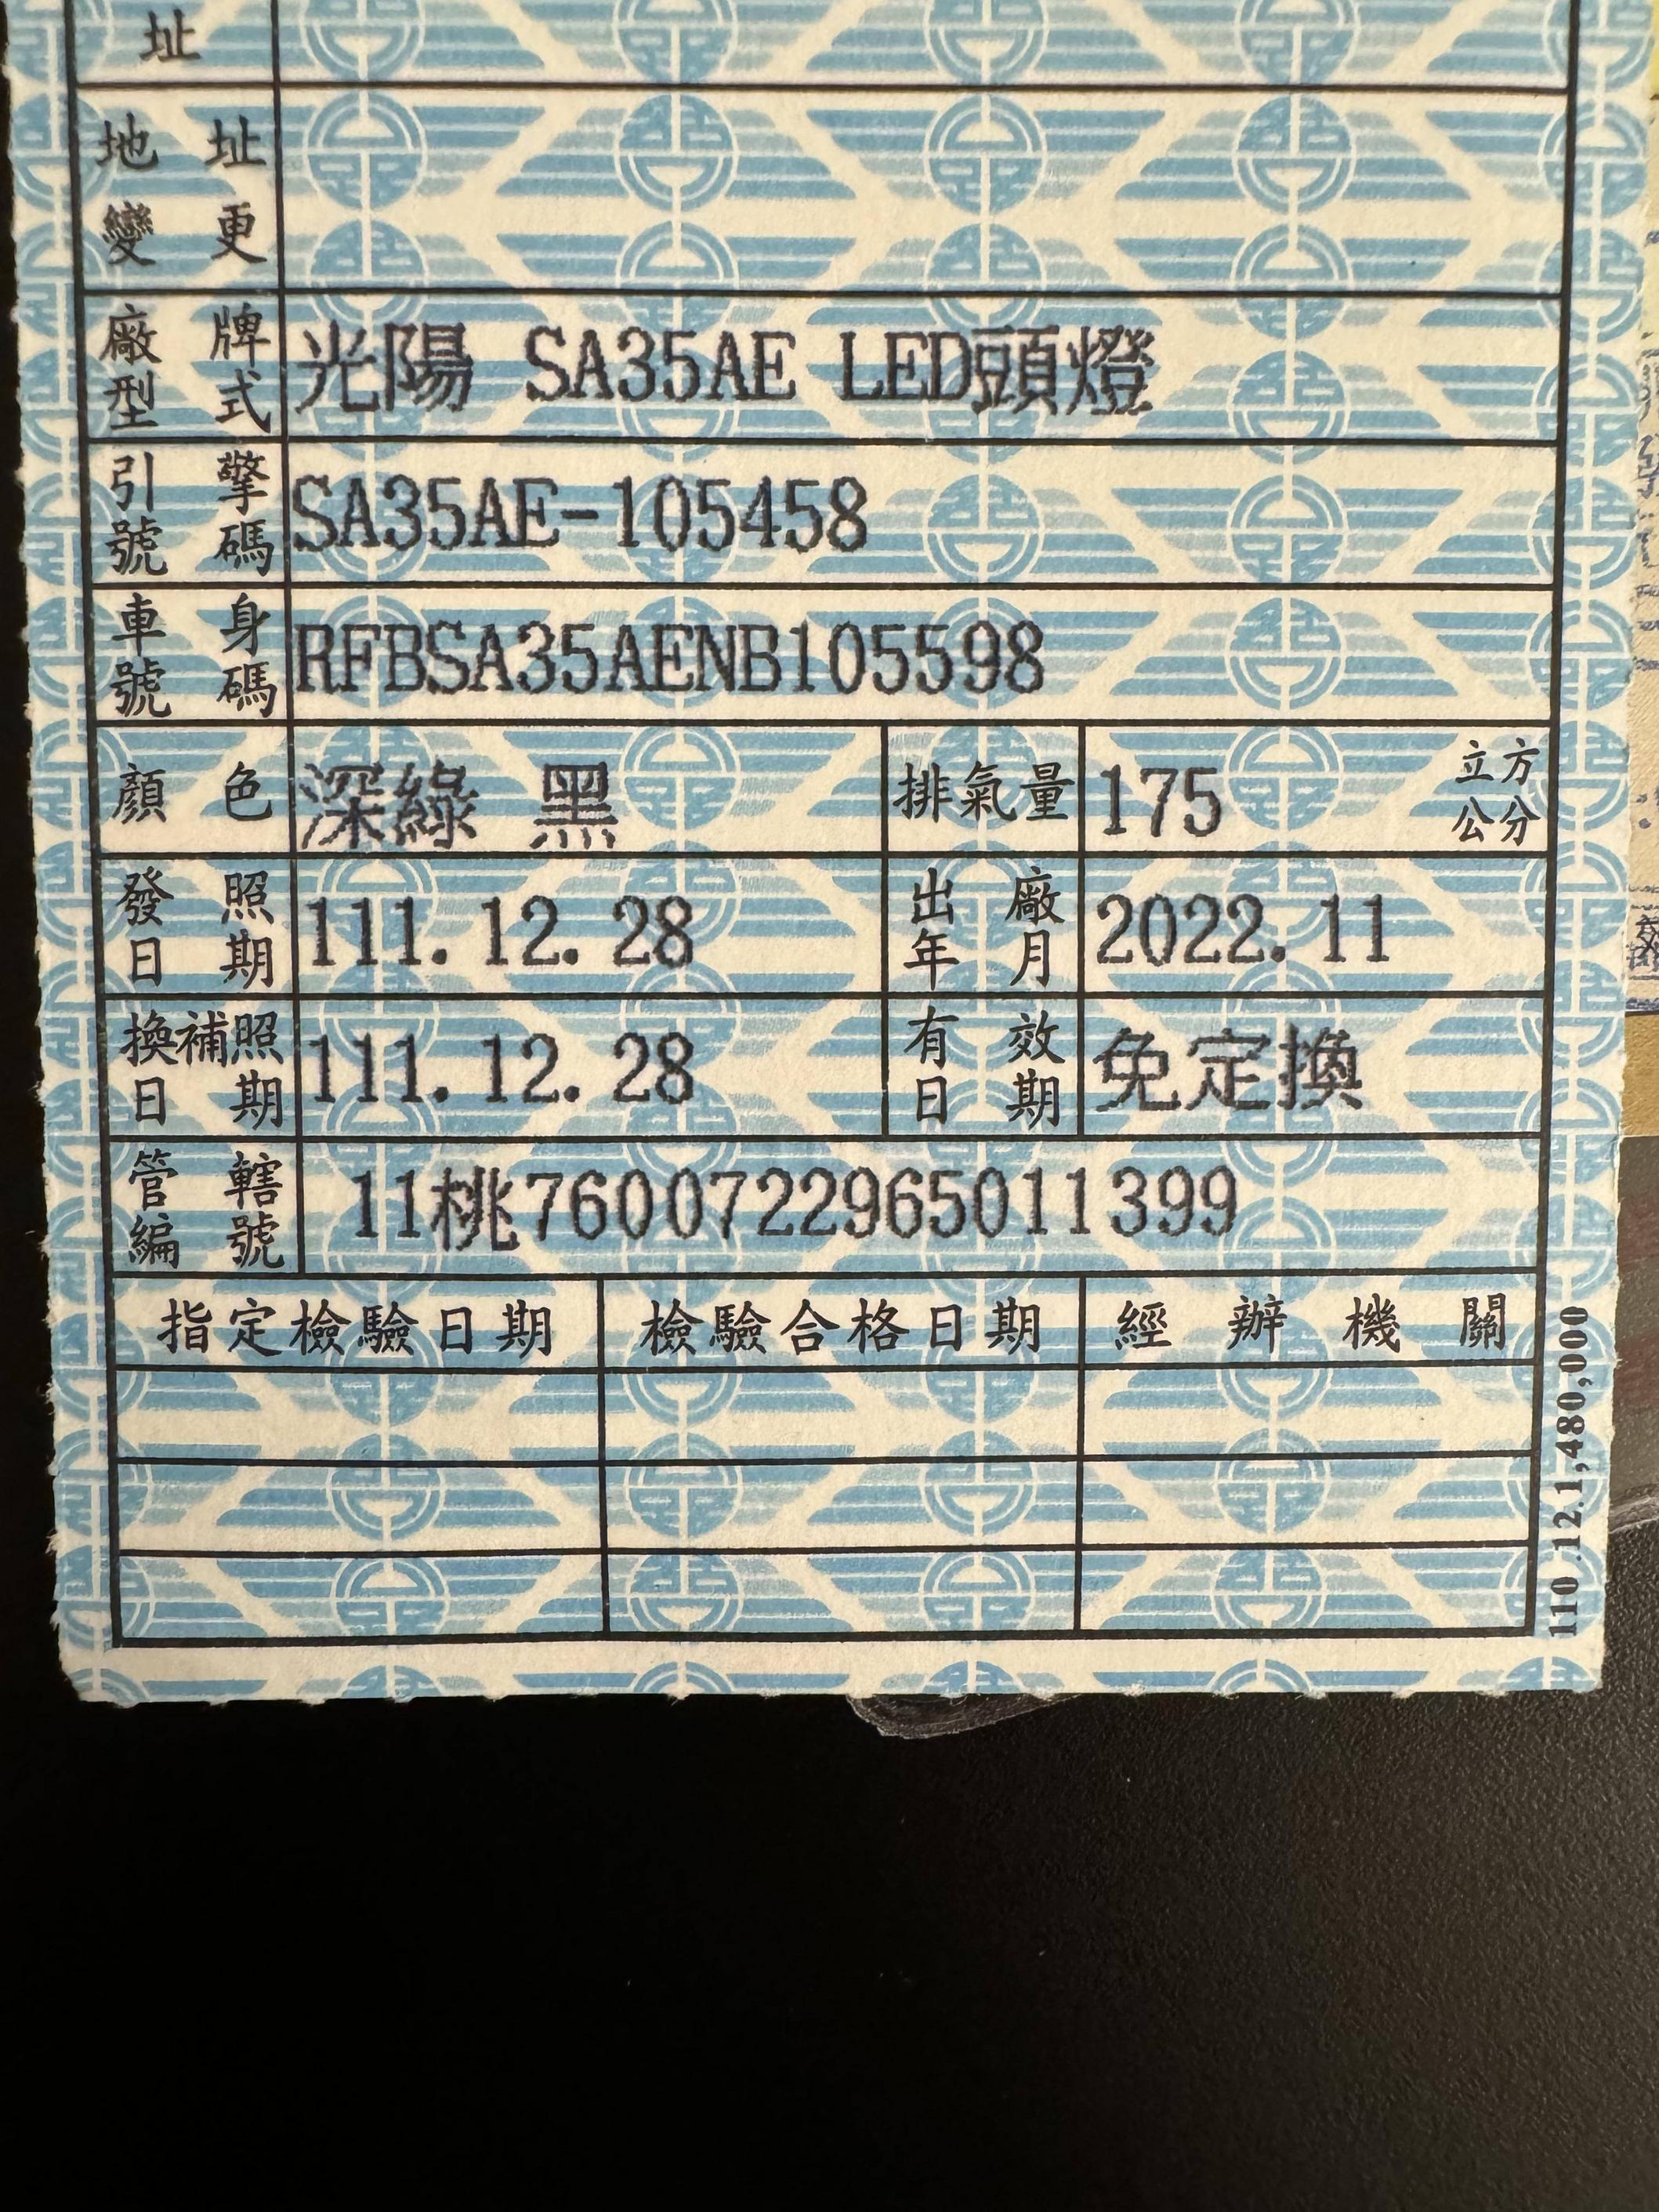 址
地址
變更
廠牌型式 光陽 SA35AE LED頭燈
引擎號碼 SA35AE-105458
車身號碼 RFBSA35AENB105598
顏色 深綠 黑 排氣量 175 立方公分
發照日期 111.12.28 出廠年月 2022.11
換補照日期 111.12.28 有效日期 免定換
管轄編號 11桃7600722965011399
指定檢驗日期 檢驗合格日期 經辦機關
110.12.1,480,000